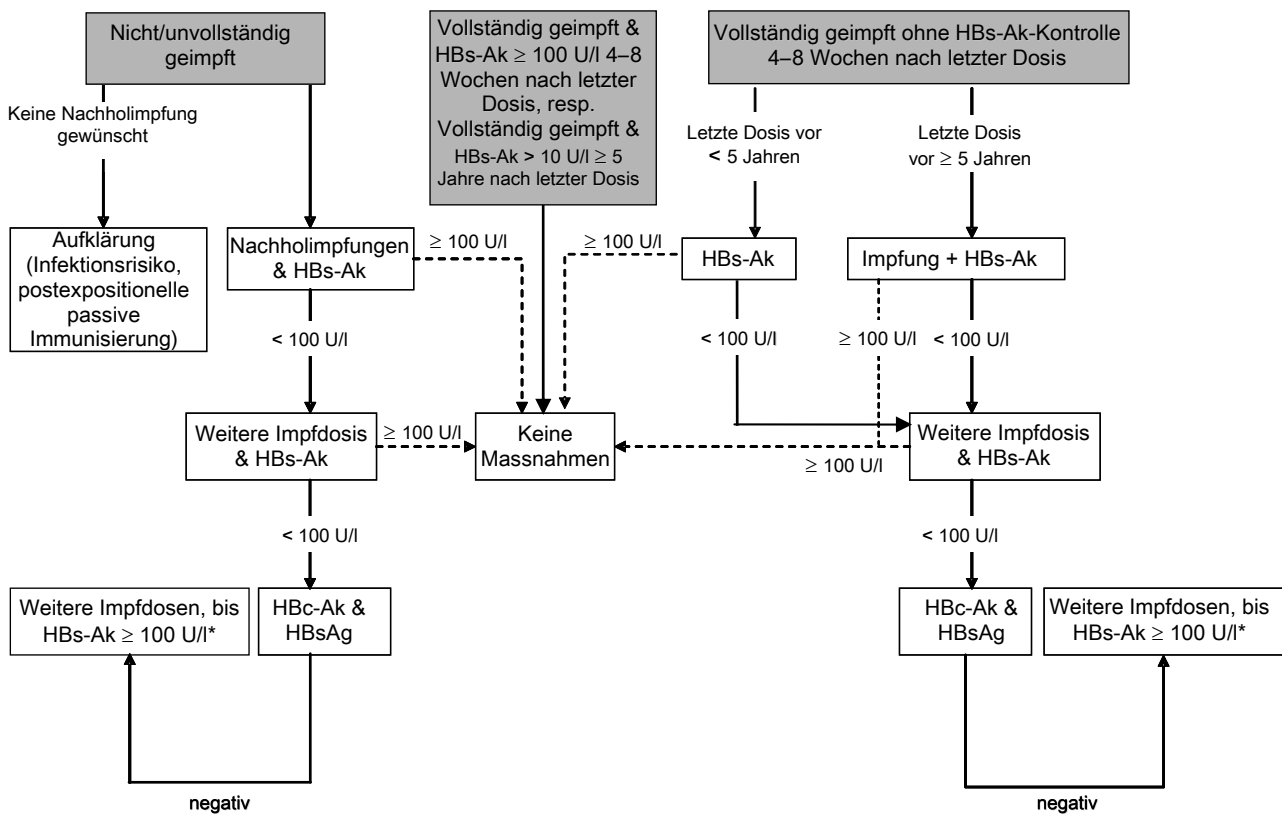 Nicht/unvollständig
geimpft
Vollständig geimpft &
HBs-Ak ≥ 100 U/l 4–8
Wochen nach letzter
Dosis, resp.
Vollständig geimpft &
HBs-Ak > 10 U/l ≥ 5
Jahre nach letzter Dosis
Vollständig geimpft ohne HBs-Ak-Kontrolle
4–8 Wochen nach letzter Dosis
Keine Nachholimpfung
gewünscht
Letzte Dosis vor
< 5 Jahren
Letzte Dosis
vor ≥ 5 Jahren
Aufklärung
(Infektionsrisiko,
postexpositionelle
passive
Immunisierung)
Nachholimpfungen
& HBs-Ak
≥ 100 U/l
≥ 100 U/l
HBs-Ak
Impfung + HBs-Ak
< 100 U/l
< 100 U/l
≥ 100 U/l
< 100 U/l
Weitere Impfdosis
& HBs-Ak
≥ 100 U/l
Keine
Massnahmen
≥ 100 U/l
Weitere Impfdosis
& HBs-Ak
< 100 U/l
< 100 U/l
Weitere Impfdosen, bis
HBs-Ak ≥ 100 U/l*
HBc-Ak &
HBsAg
HBc-Ak &
HBsAg
Weitere Impfdosen, bis
HBs-Ak ≥ 100 U/l*
negativ
negativ